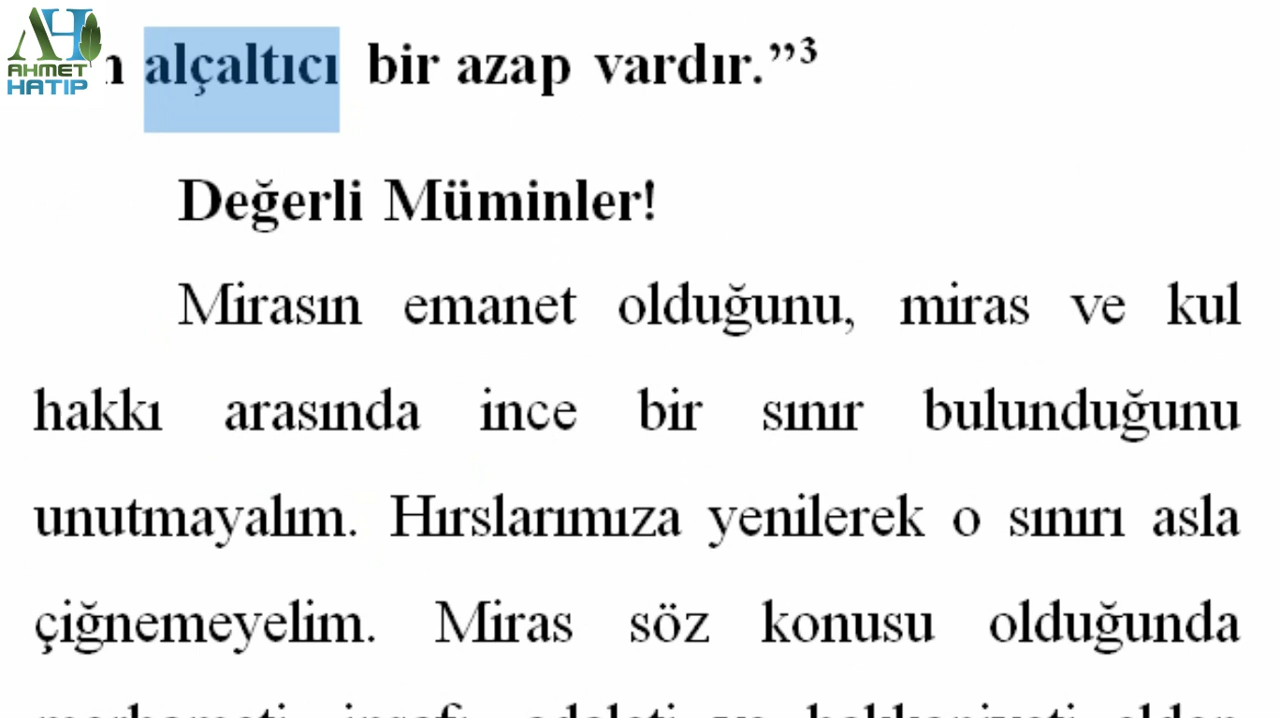 AHMET
HATIP
alçaltıcı bir azap vardır.”3
Değerli Müminler!
Mirasın emanet olduğunu, miras ve kul
hakkı arasında ince bir sınır bulunduğunu
unutmayalım. Hırslarımıza yenilerek o sınırı asla
çiğnemeyelim. Miras söz konusu olduğunda